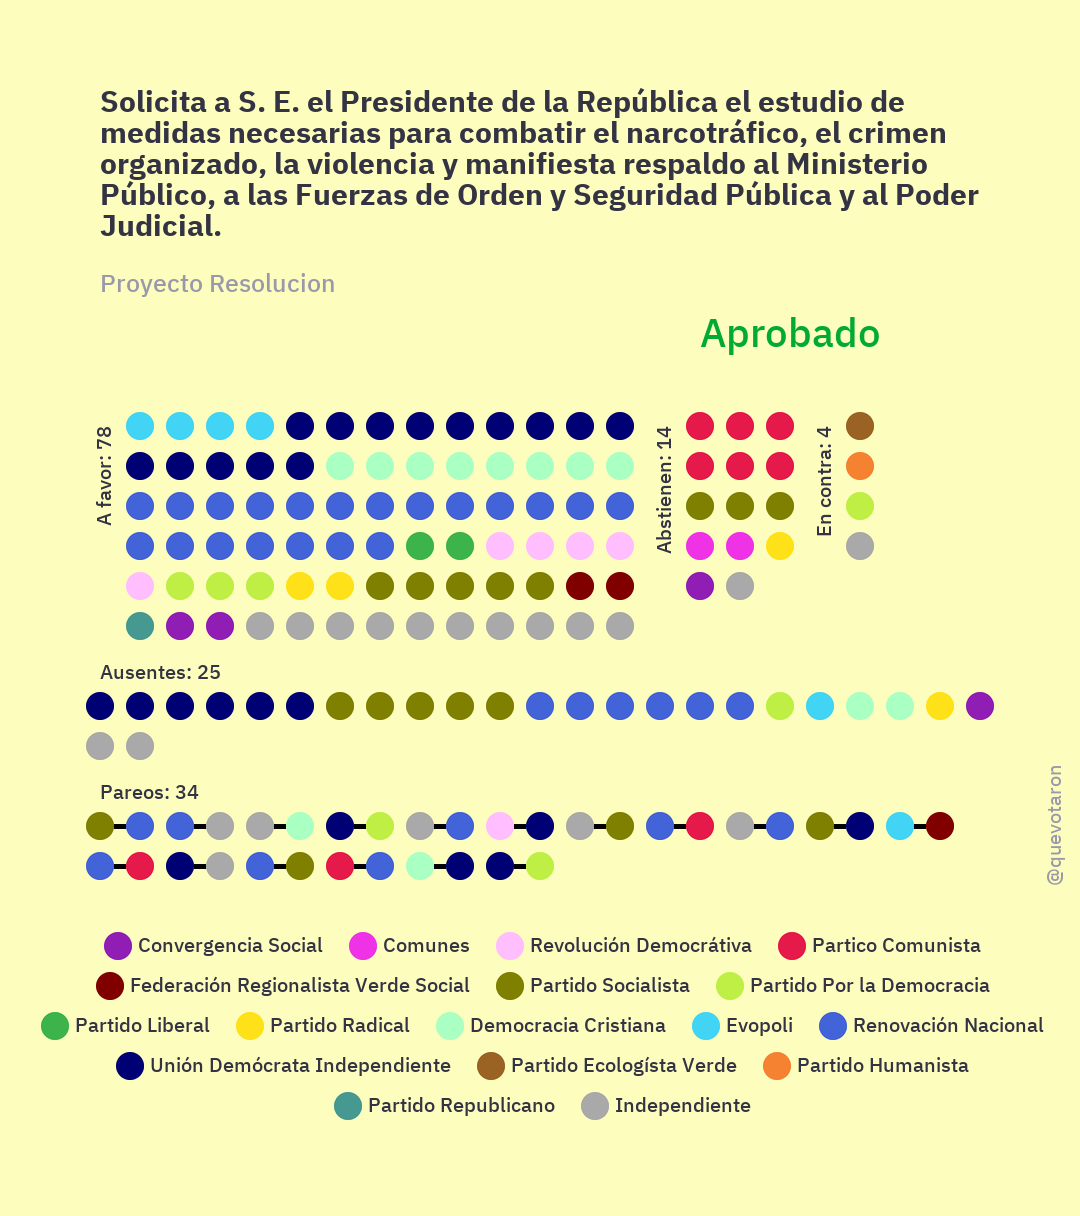 Solicita a S. E. el Presidente de la República el estudio de
medidas necesarias para combatir el narcotráfico, el crimen
organizado, la violencia y manifiesta respaldo al Ministerio
Público, a las Fuerzas de Orden y Seguridad Pública y al Poder
Judicial.
Proyecto Resolucion
Aprobado
A favor: 78
Abstienen: 14
En contra: 4
Ausentes: 25
Pareos: 34
@quevotaron
Convergencia Social Comunes Revolución Democrátiva Partico Comunista
Federación Regionalista Verde Social Partido Socialista Partido Por la Democracia
Partido Liberal Partido Radical Democracia Cristiana Evopoli Renovación Nacional
Unión Demócrata Independiente Partido Ecologísta Verde Partido Humanista
Partido Republicano Independiente